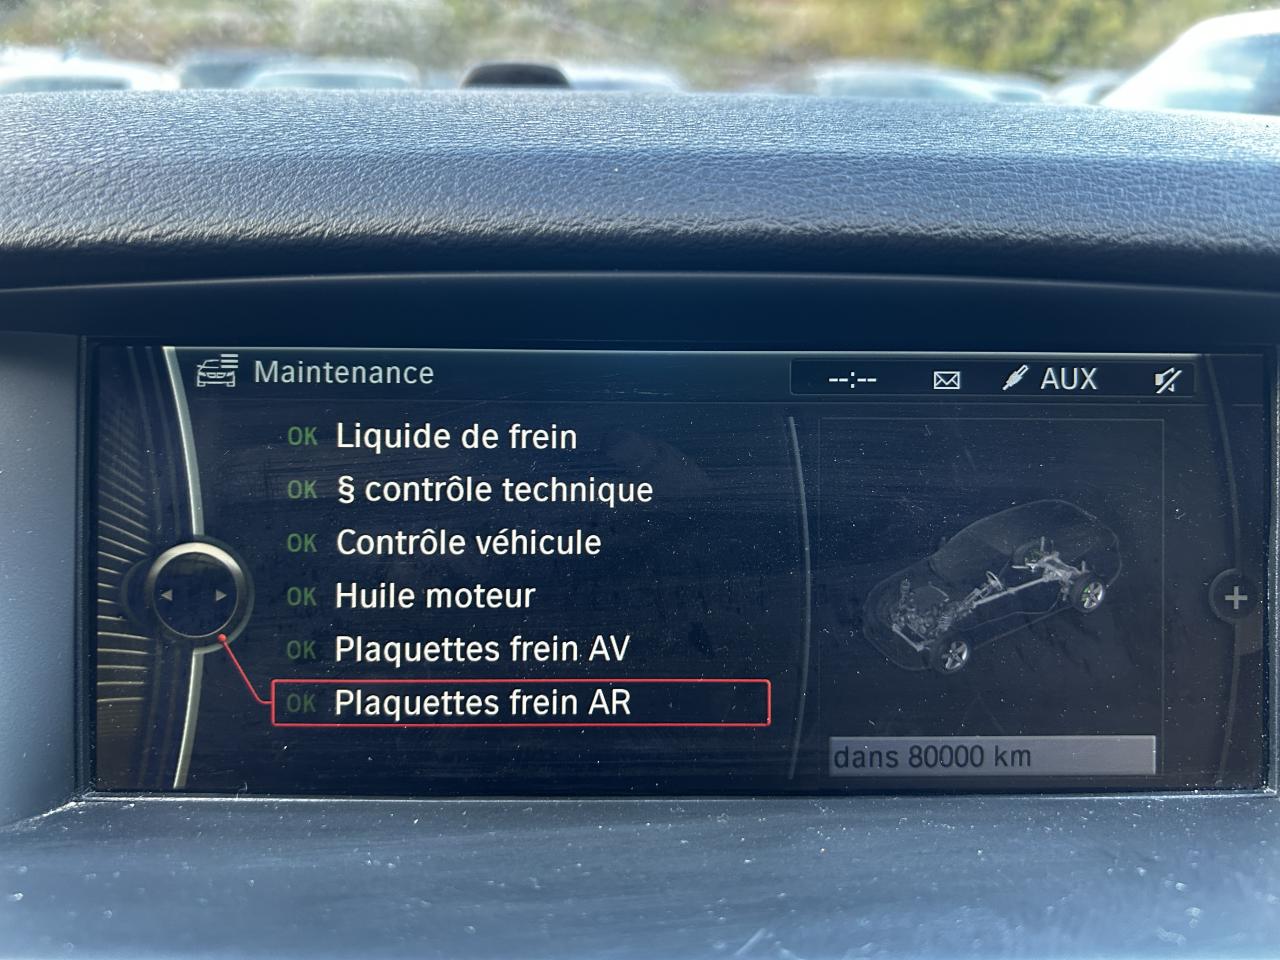 Maintenance
--:-- AUX
OK Liquide de frein
OK § contrôle technique
OK Contrôle véhicule
OK Huile moteur
OK Plaquettes frein AV
OK Plaquettes frein AR
dans 80000 km